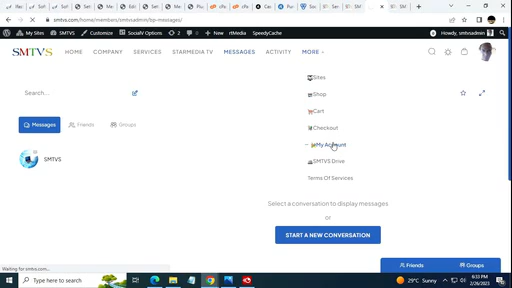 smtvs.com/home/members/smtvsadmin/bp-messages/
My Sites SMTVS Customize SocialV Options 2 0 New rtMedia SpeedyCache Howdy, smtvsadmin
SMTVS HOME COMPANY SERVICES STARMEDIA TV MESSAGES ACTIVITY MORE
Sites
Shop
Search...
Cart
Messages Friends Groups
Checkout
My Account
SMTVS
SMTVS Drive
Terms Of Services
Select a conversation to display messages
or
START A NEW CONVERSATION
Friends Groups
Waiting for smtvs.com...
Type here to search
29°C Sunny
6:33 PM
2/26/2023